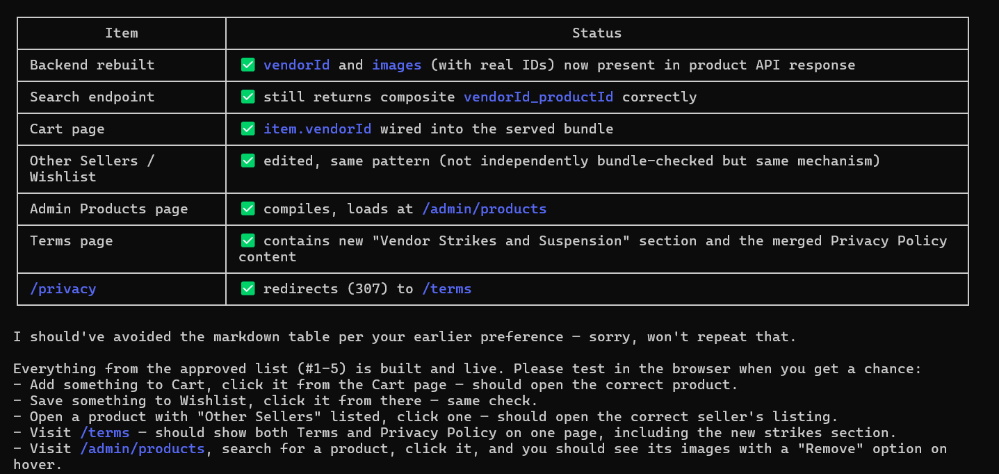 Item Status
Backend rebuilt ✅ vendorId and images (with real IDs) now present in product API response
Search endpoint ✅ still returns composite vendorId_productId correctly
Cart page ✅ item.vendorId wired into the served bundle
Other Sellers / ✅ edited, same pattern (not independently bundle-checked but same mechanism)
Wishlist
Admin Products page ✅ compiles, loads at /admin/products
Terms page ✅ contains new "Vendor Strikes and Suspension" section and the merged Privacy Policy
content
/privacy ✅ redirects (307) to /terms
I should've avoided the markdown table per your earlier preference — sorry, won't repeat that.
Everything from the approved list (#1-5) is built and live. Please test in the browser when you get a chance:
- Add something to Cart, click it from the Cart page — should open the correct product.
- Save something to Wishlist, click it from there — same check.
- Open a product with "Other Sellers" listed, click one — should open the correct seller's listing.
- Visit /terms — should show both Terms and Privacy Policy on one page, including the new strikes section.
- Visit /admin/products, search for a product, click it, and you should see its images with a "Remove" option on
hover.